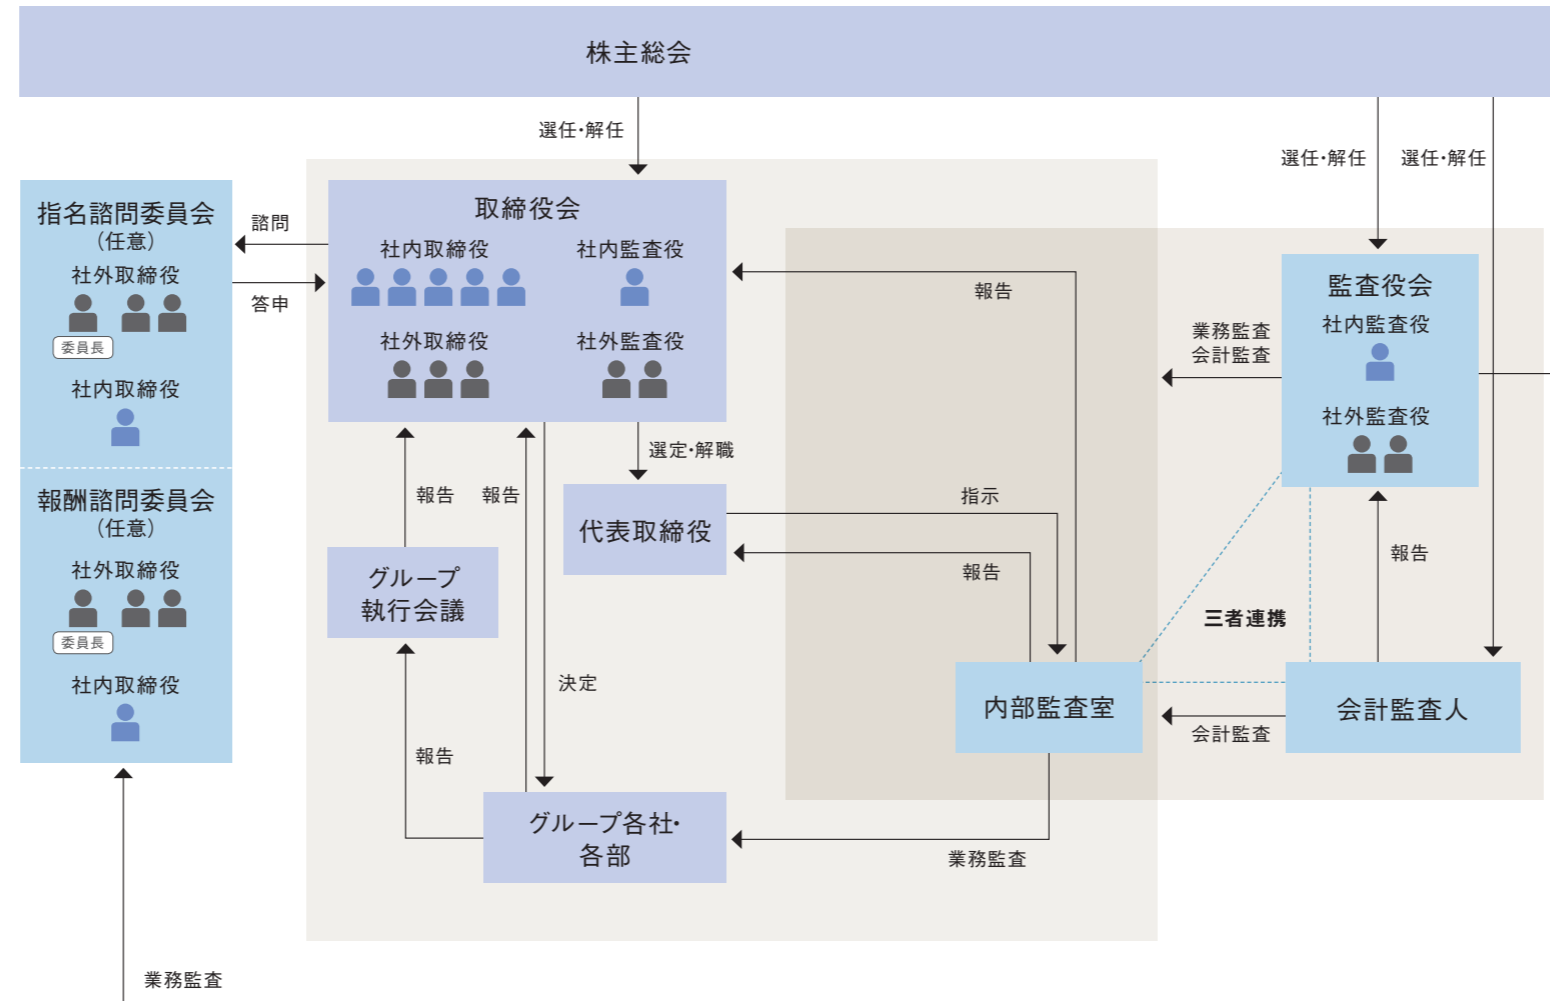 株主総会
選任・解任
選任・解任
選任・解任
指名諮問委員会
（任意）
社外取締役
委員長
社内取締役
報酬諮問委員会
（任意）
社外取締役
委員長
社内取締役
諮問
答申
取締役会
社内取締役
社内監査役
社外取締役
社外監査役
報告
業務監査
会計監査
監査役会
社内監査役
社外監査役
選定・解職
報告
報告
代表取締役
指示
報告
グループ
執行会議
報告
三者連携
決定
報告
内部監査室
会計監査人
会計監査
グループ各社・
各部
業務監査
業務監査